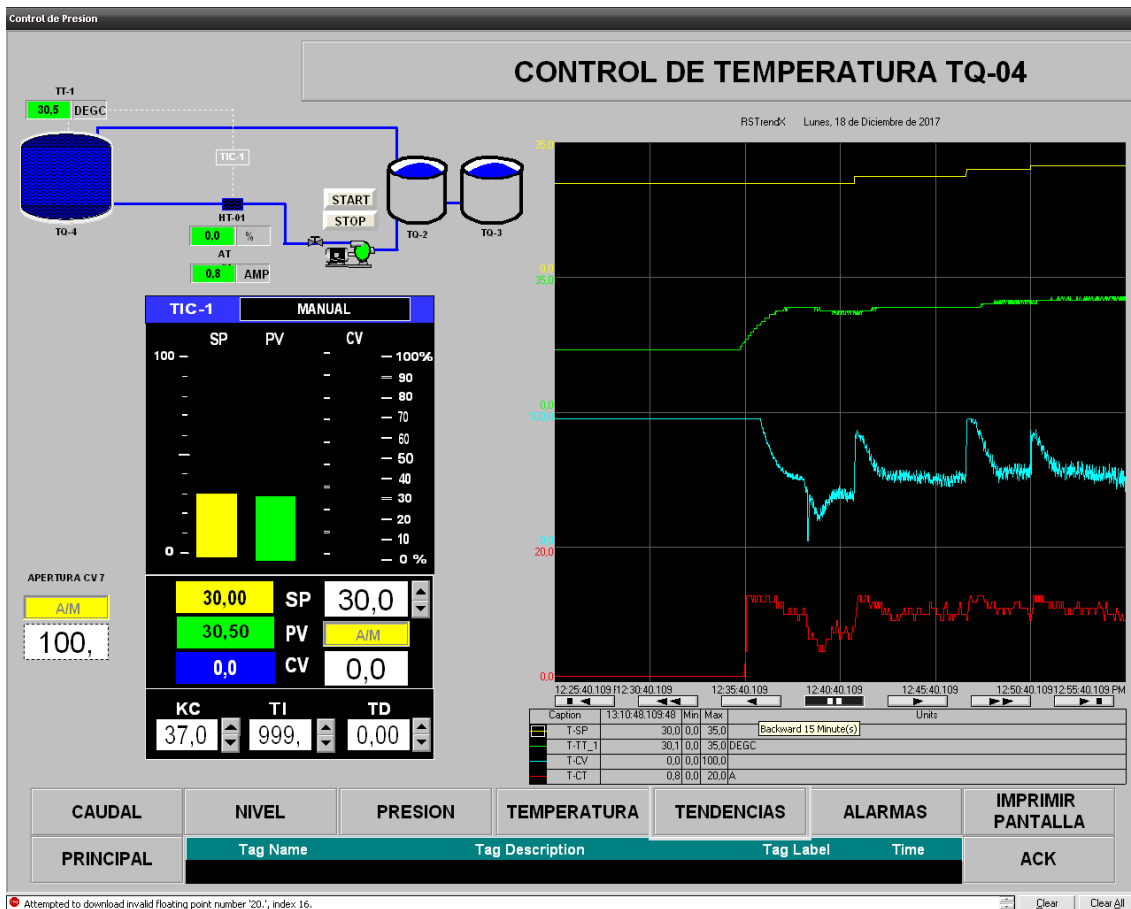 Control de Presion
CONTROL DE TEMPERATURA TQ-04
TT-1
30,5 DEGC
TIC-1
START
STOP
HT-01
TQ-4
0,0 %
TQ-2
TQ-3
AT
0,8 AMP
RSTrendX Lunes, 18 de Diciembre de 2017
35,0
0,0
35,0
0,0
100,0
0,0
20,0
0,0
12:25:40.109
12:30:40.109
12:35:40.109
12:40:40.109
12:45:40.109
12:50:40.109
12:55:40.109 PM
TIC-1 MANUAL
SP PV CV
100
0
100%
90
80
70
60
50
40
30
20
10
0 %
APERTURA CV7
A/M
100,
30,00 SP 30,0
30,50 PV A/M
0,0 CV 0,0
KC TI TD
37,0 999, 0,00
Caption 13:10:48.109:48 Min Max Units
T-SP 30,0 0,0 35,0
T-TT_1 30,1 0,0 35,0 DEGC
T-CV 0,0 0,0 100,0
T-CT 0,8 0,0 20,0 A
Backward 15 Minute(s)
CAUDAL NIVEL PRESION TEMPERATURA TENDENCIAS ALARMAS IMPRIMIR
PANTALLA
PRINCIPAL Tag Name Tag Description Tag Label Time ACK
Attempted to download invalid floating point number '20.', index 16.
Clear Clear All